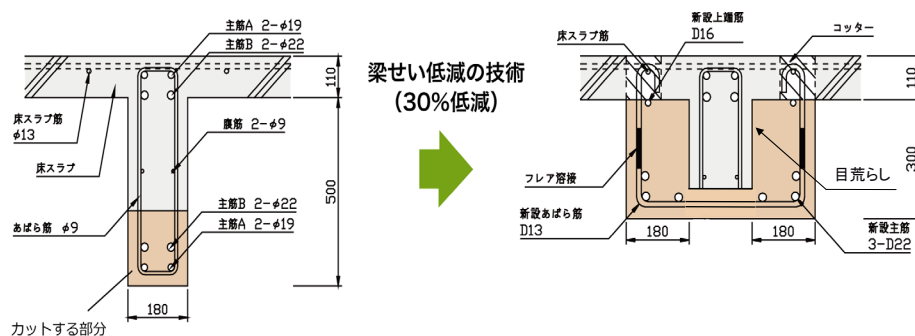 主筋A 2-φ19
主筋B 2-φ22
110
床スラブ筋
φ13
腹筋 2-φ9
床スラブ
500
あばら筋 φ9
主筋B 2-φ22
主筋A 2-φ19
180
カットする部分
梁せい低減の技術
（30%低減）
新設上端筋
D16
床スラブ筋
コッター
110
300
目荒らし
フレア溶接
新設あばら筋
D13
180
180
新設主筋
3-D22